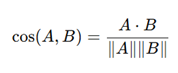 cos(A, B) = A · B / ‖A‖‖B‖